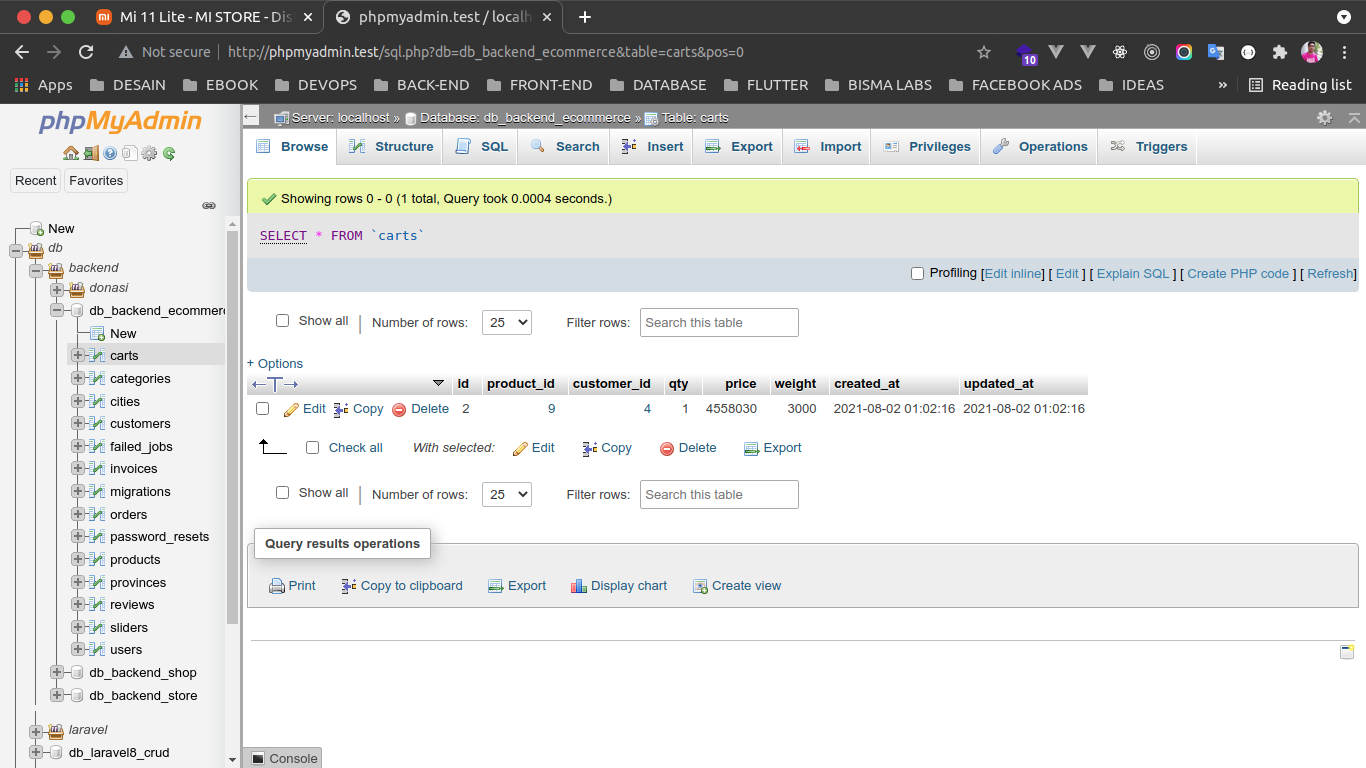 Mi 11 Lite - MI STORE - Dis
phpmyadmin.test / localh
Not secure http://phpmyadmin.test/sql.php?db=db_backend_ecommerce&table=carts&pos=0
10
Apps DESAIN EBOOK DEVOPS BACK-END FRONT-END DATABASE FLUTTER BISMA LABS FACEBOOK ADS IDEAS » Reading list
phpMyAdmin
Recent Favorites
New
db
backend
donasi
db_backend_ecommerc
New
carts
categories
cities
customers
failed_jobs
invoices
migrations
orders
password_resets
products
provinces
reviews
sliders
users
db_backend_shop
db_backend_store
laravel
db_laravel8_crud
Server: localhost » Database: db_backend_ecommerce » Table: carts
Browse Structure SQL Search Insert Export Import Privileges Operations Triggers
Showing rows 0 - 0 (1 total, Query took 0.0004 seconds.)
SELECT * FROM `carts`
Profiling [Edit inline] [ Edit ] [ Explain SQL ] [ Create PHP code ] [ Refresh]
Show all | Number of rows: 25 Filter rows: Search this table
+ Options
←T→ id product_id customer_id qty price weight created_at updated_at
Edit Copy Delete 2 9 4 1 4558030 3000 2021-08-02 01:02:16 2021-08-02 01:02:16
Check all With selected: Edit Copy Delete Export
Show all | Number of rows: 25 Filter rows: Search this table
Query results operations
Print Copy to clipboard Export Display chart Create view
Console